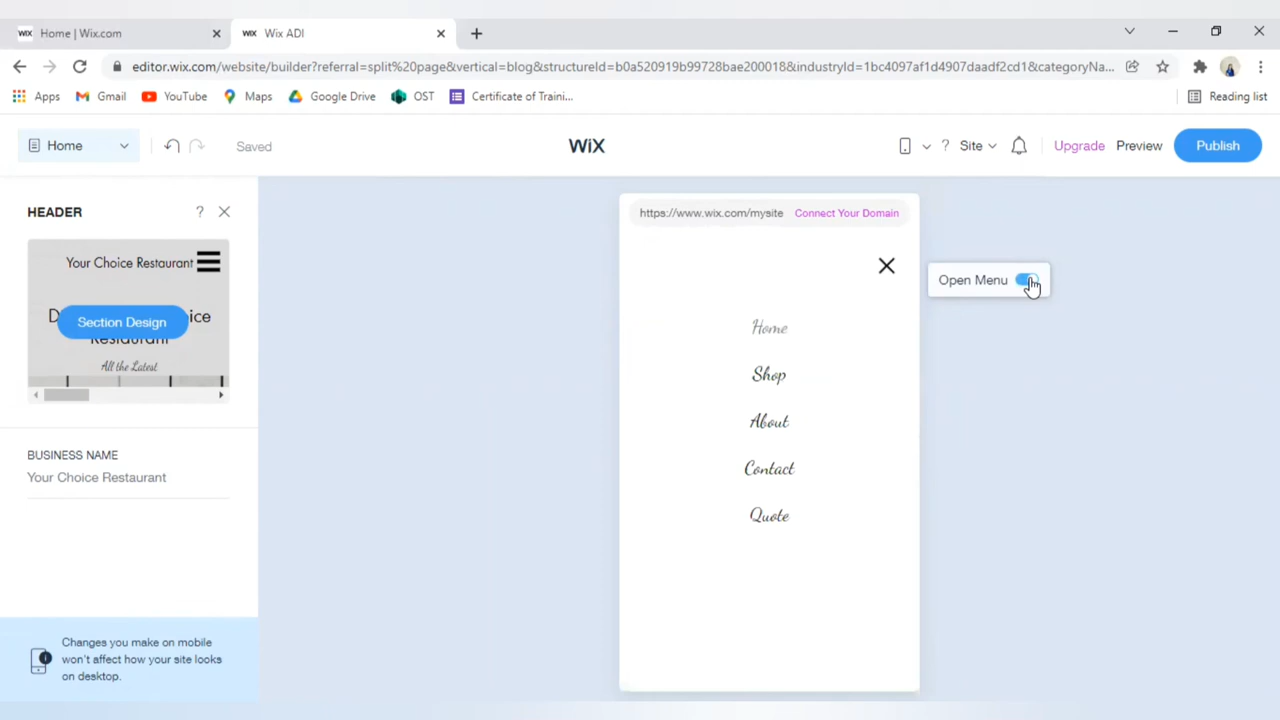 WiX Home | Wix.com
WiX Wix ADI
editor.wix.com/website/builder?referral=split%20page&vertical=blog&structureId=b0a520919b99728bae200018&industryId=1bc4097af1d4907daadf2cd1&categoryNa...
Apps
Gmail
YouTube
Maps
Google Drive
OST
Certificate of Traini...
Reading list
Home
Saved
WiX
?
Site
Upgrade
Preview
Publish
HEADER
?
Your Choice Restaurant
Section Design
All the Latest
BUSINESS NAME
Your Choice Restaurant
Changes you make on mobile
won't affect how your site looks
on desktop.
https://www.wix.com/mysite Connect Your Domain
Open Menu
Home
Shop
About
Contact
Quote